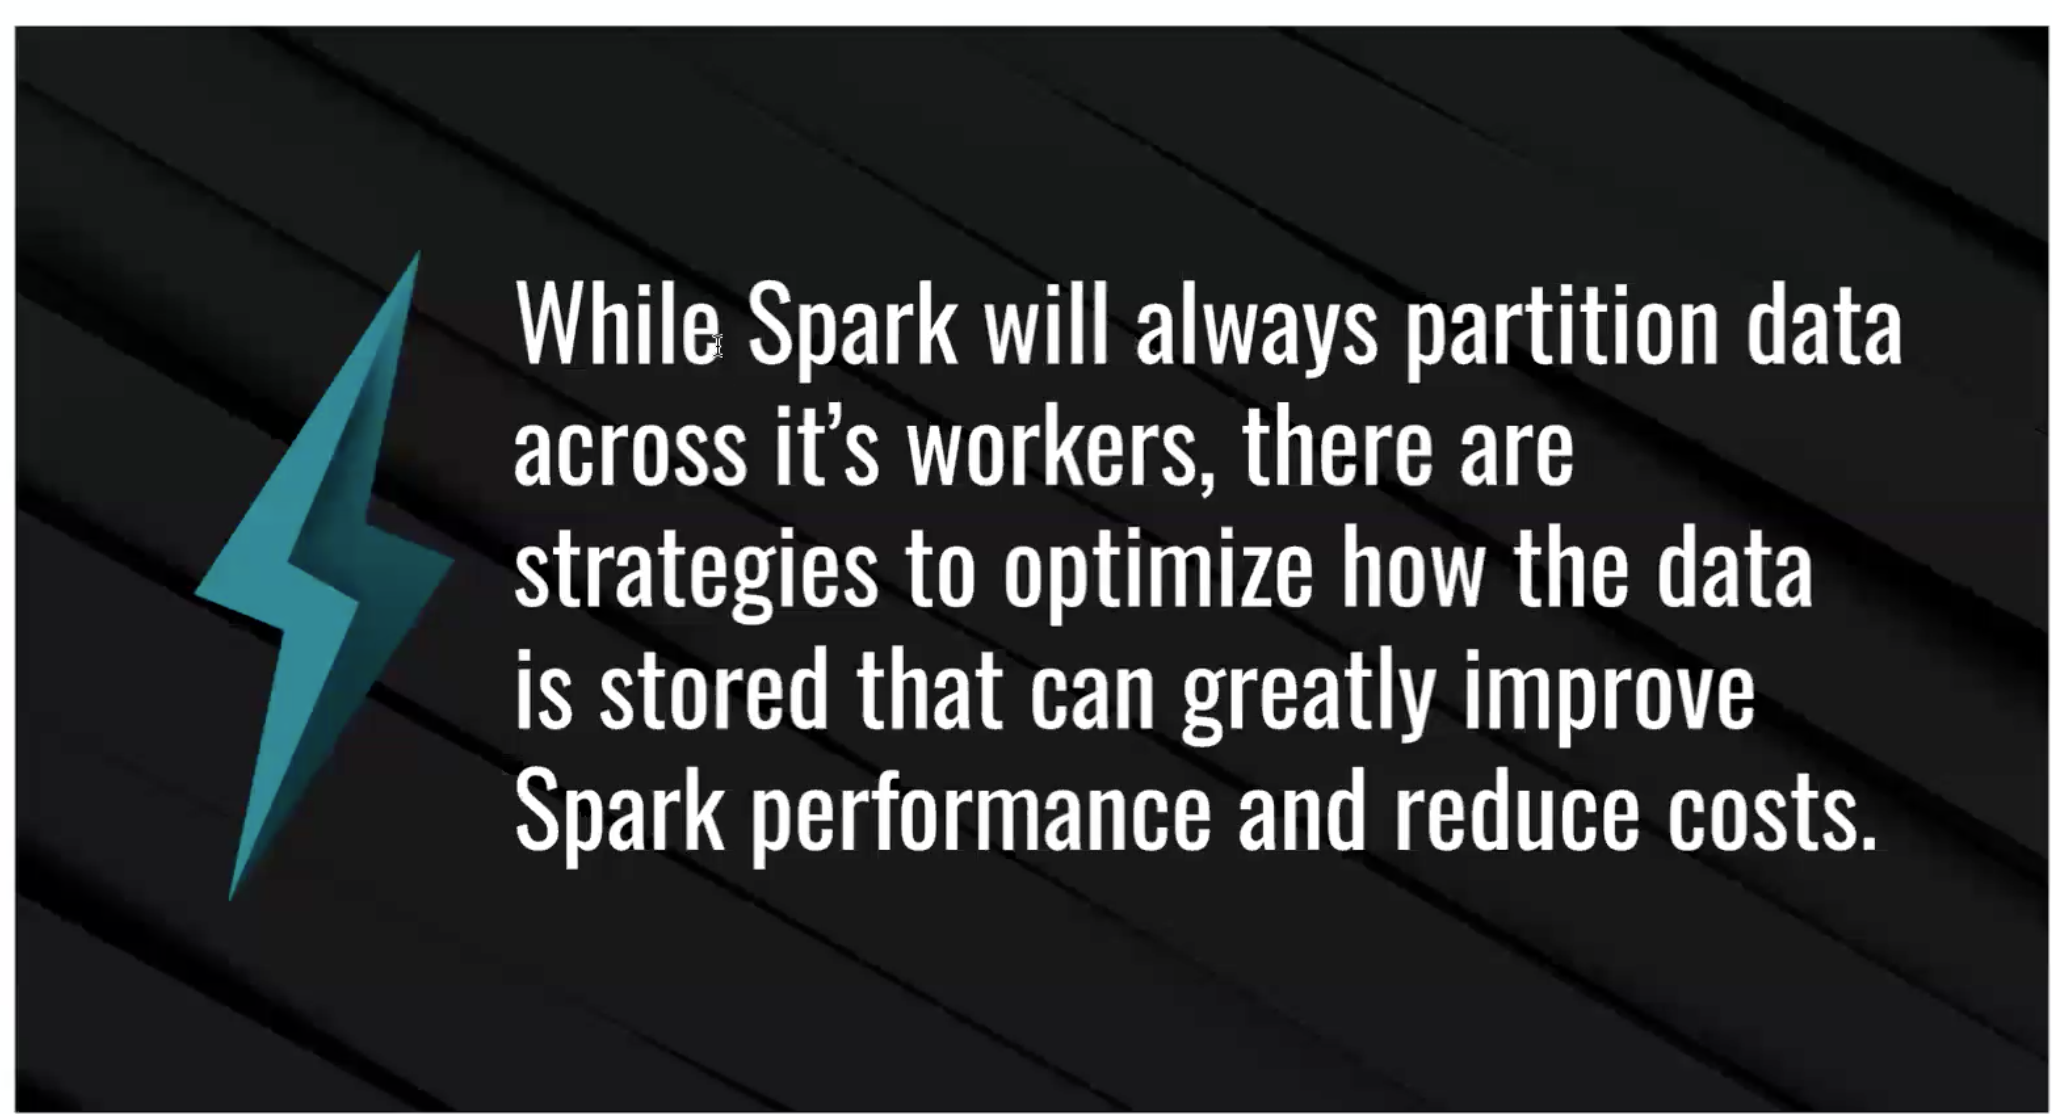 While Spark will always partition data
across it’s workers, there are
strategies to optimize how the data
is stored that can greatly improve
Spark performance and reduce costs.